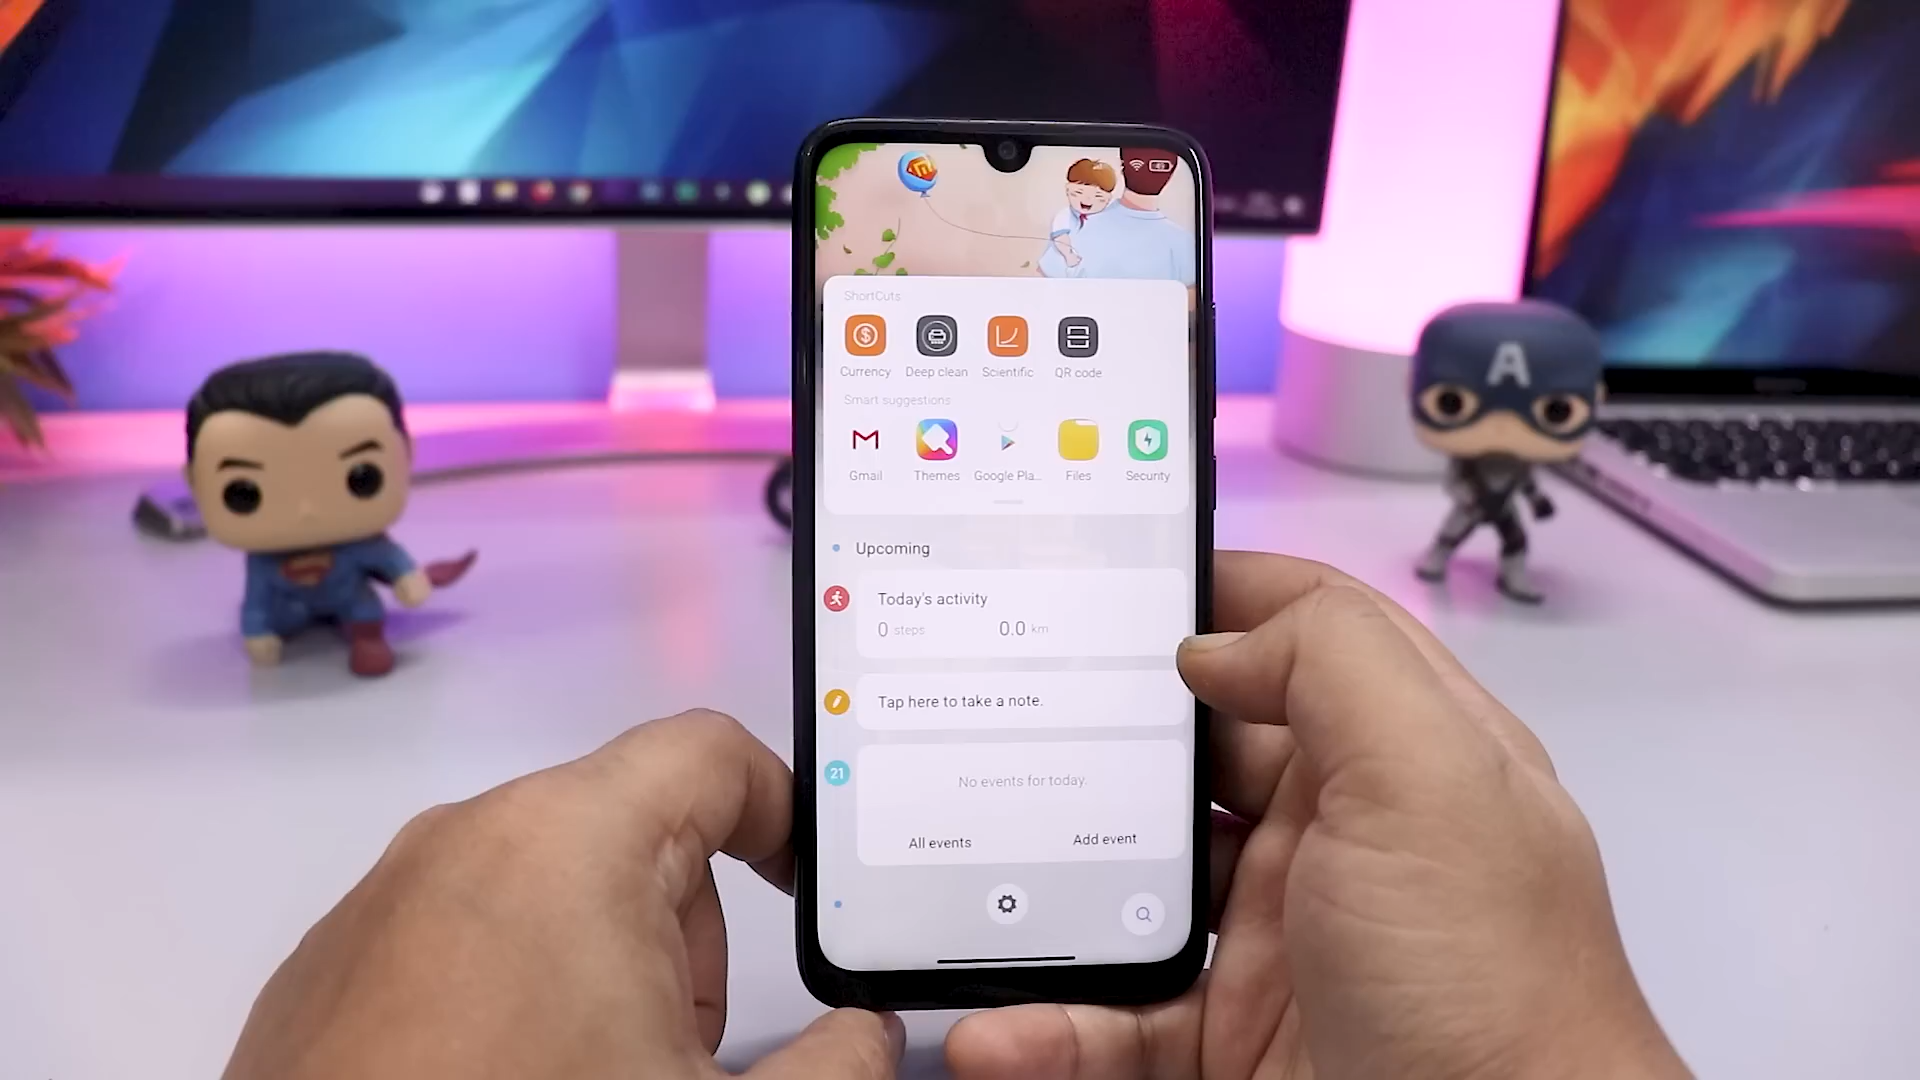 ShortCuts
Currency
Deep clean
Scientific
QR code
Smart suggestions
Gmail
Themes
Google Pla...
Files
Security
Upcoming
Today's activity
0 steps
0.0 km
Tap here to take a note.
21
No events for today.
All events
Add event
A